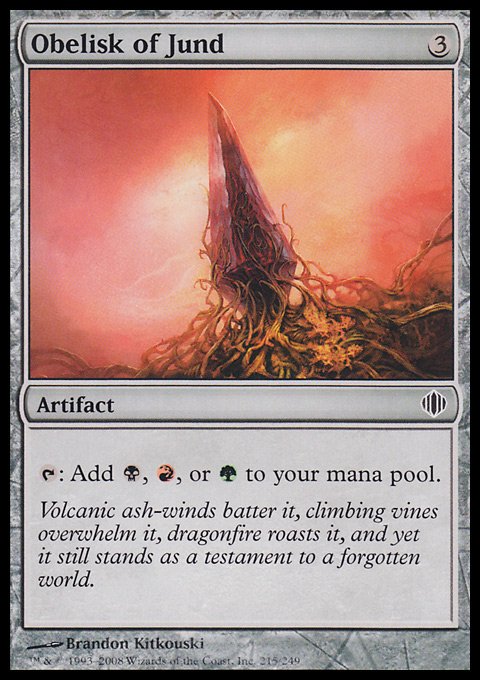 Obelisk of Jund 3
Artifact
: Add , , or to your mana pool.
Volcanic ash-winds batter it, climbing vines
overwhelm it, dragonfire roasts it, and yet
it still stands as a testament to a forgotten
world.
Brandon Kitkouski
™ & © 1993–2008 Wizards of the Coast, Inc. 215/249